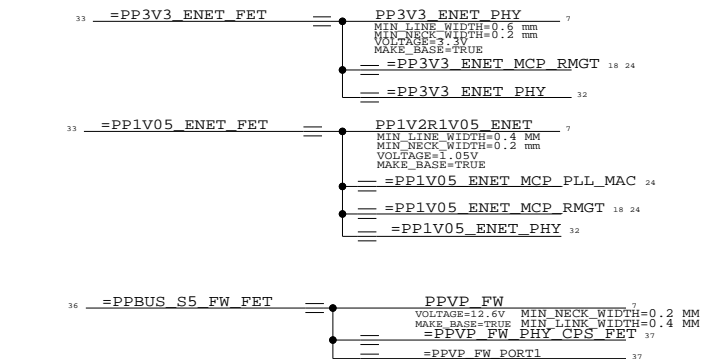 33 =PP3V3_ENET_FET PP3V3_ENET_PHY 7
MIN_LINE_WIDTH=0.6 mm
MIN_NECK_WIDTH=0.2 mm
VOLTAGE=3.3V
MAKE_BASE=TRUE
=PP3V3_ENET_MCP_RMGT 18 24
=PP3V3_ENET_PHY 32
33 =PP1V05_ENET_FET PP1V2R1V05_ENET 7
MIN_LINE_WIDTH=0.4 MM
MIN_NECK_WIDTH=0.2 mm
VOLTAGE=1.05V
MAKE_BASE=TRUE
=PP1V05_ENET_MCP_PLL_MAC 24
=PP1V05_ENET_MCP_RMGT 18 24
=PP1V05_ENET_PHY 32
36 =PPBUS_S5_FW_FET PPVP_FW 7
VOLTAGE=12.6V MIN_NECK_WIDTH=0.2 MM
MAKE_BASE=TRUE MIN_LINK_WIDTH=0.4 MM
=PPVP_FW_PHY_CPS_FET 37
=PPVP_FW_PORT1 37